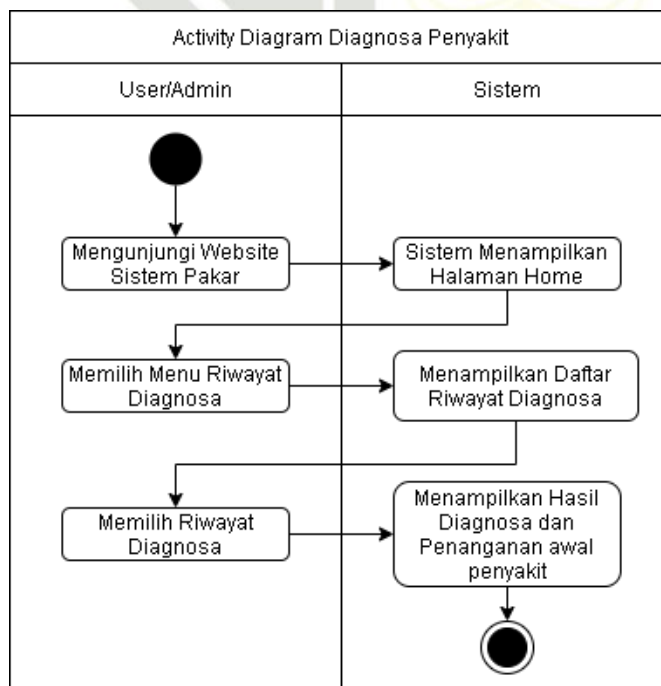 Activity Diagram Diagnosa Penyakit
User/Admin
Sistem
Mengunjungi Website
Sistem Pakar
Sistem Menampilkan
Halaman Home
Memilih Menu Riwayat
Diagnosa
Menampilkan Daftar
Riwayat Diagnosa
Memilih Riwayat
Diagnosa
Menampilkan Hasil
Diagnosa dan
Penanganan awal
penyakit